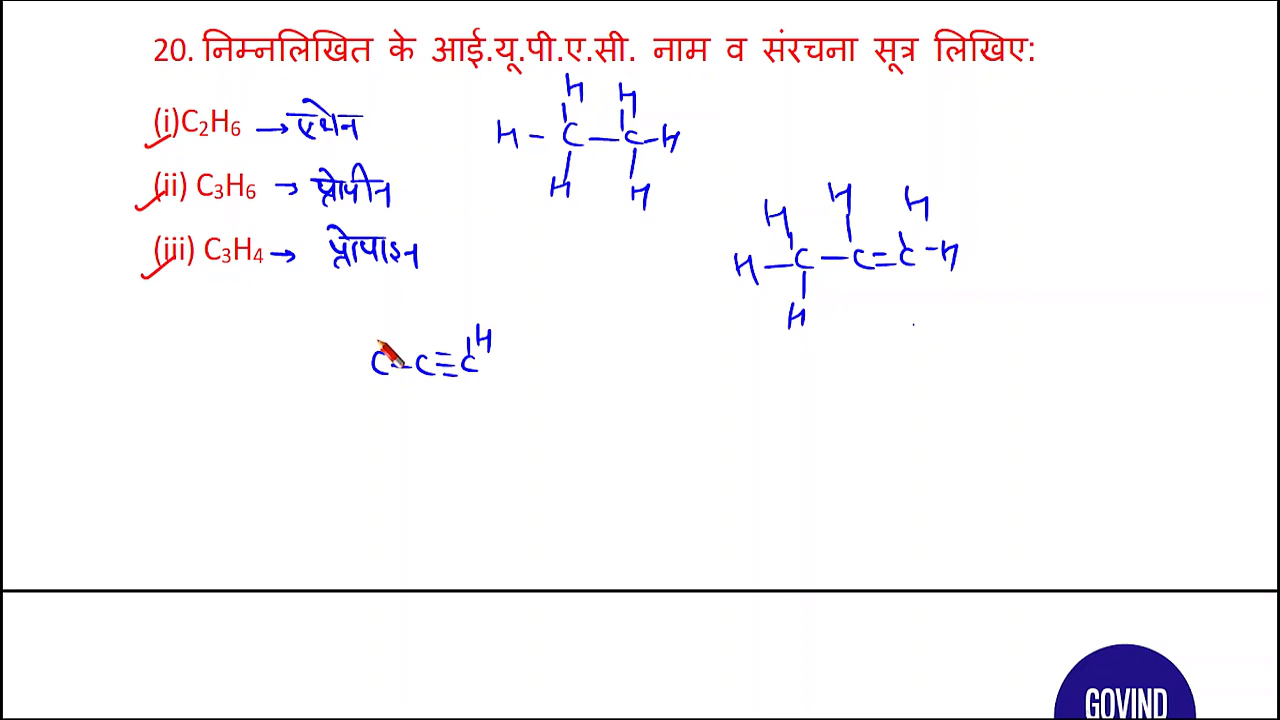 20. निम्नलिखित के आई.यू.पी.ए.सी. नाम व संरचना सूत्र लिखिए:
(i)C₂H₆ → एथेन
(ii) C₃H₆ → प्रोपीन
(iii) C₃H₄ → प्रोपाइन
H H
H – C – C – H
H H
H H H
H – C – C = C – H
H
H
C – C ≡ C
GOVIND